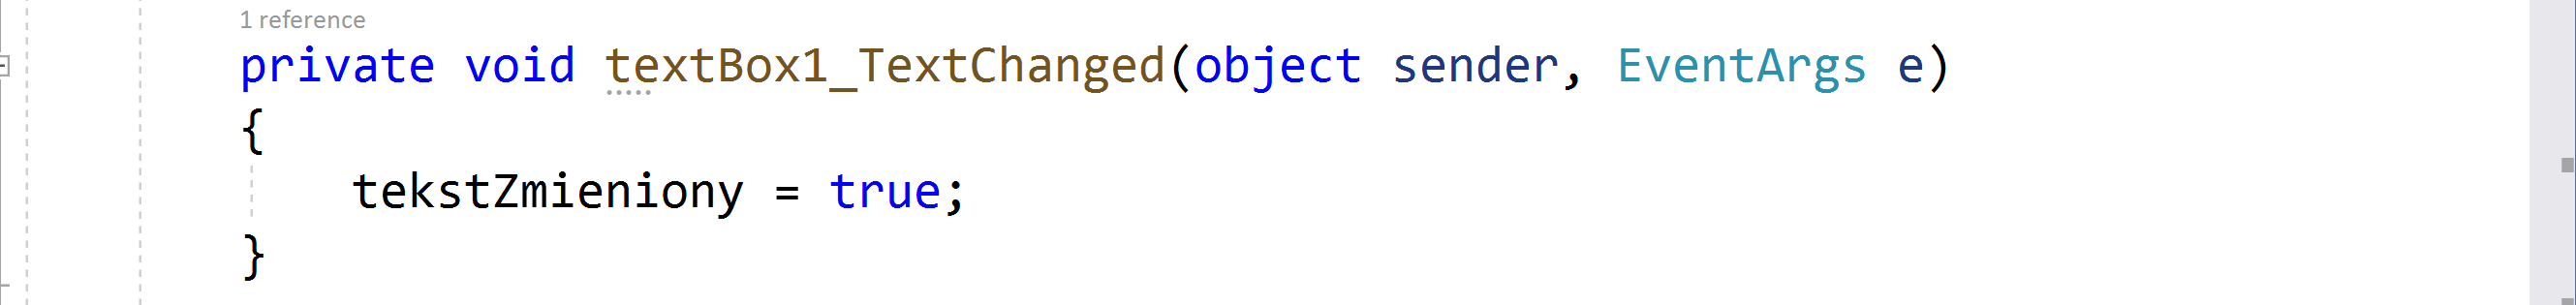 1 reference
private void textBox1_TextChanged(object sender, EventArgs e)
{
tekstZmieniony = true;
}